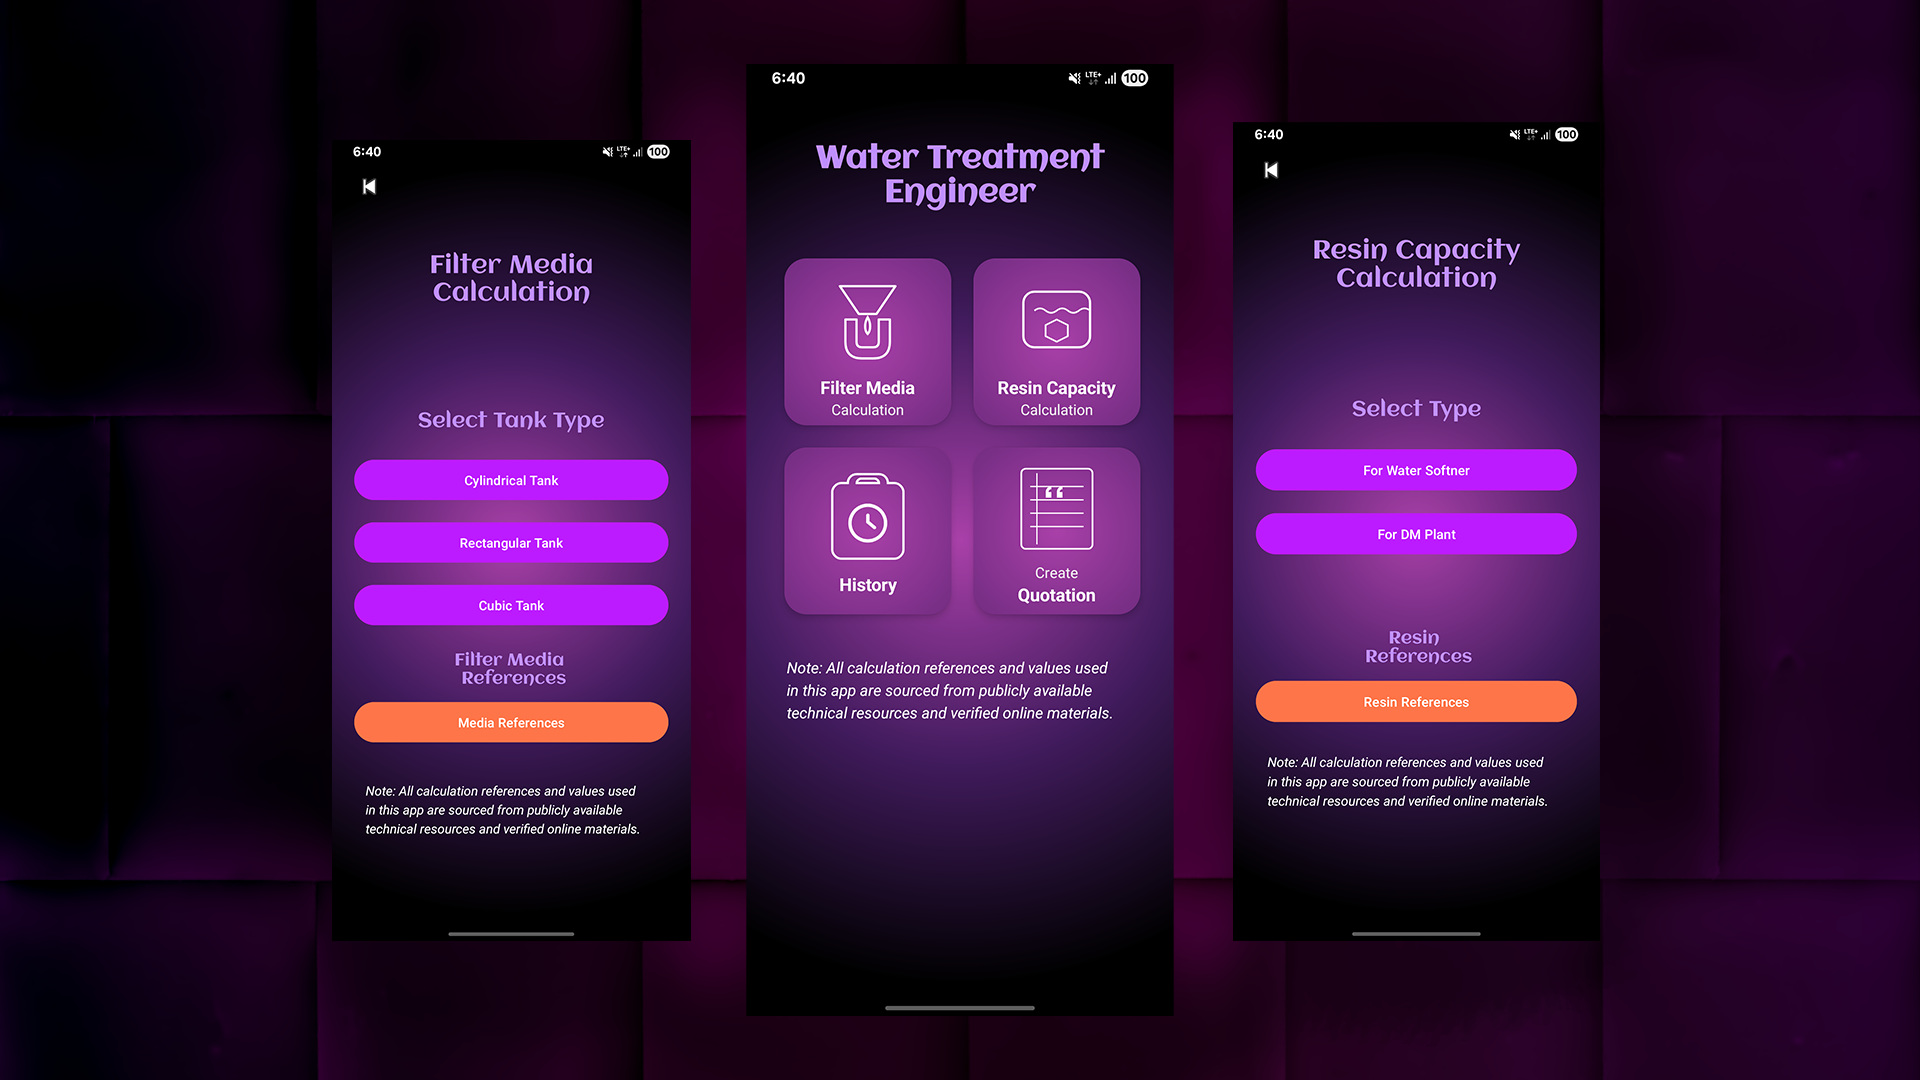 6:40
LTE+
100
Filter Media
Calculation
Select Tank Type
Cylindrical Tank
Rectangular Tank
Cubic Tank
Filter Media
References
Media References
Note: All calculation references and values used
in this app are sourced from publicly available
technical resources and verified online materials.
6:40
LTE+
100
Water Treatment
Engineer
Filter Media
Calculation
Resin Capacity
Calculation
History
Create
Quotation
Note: All calculation references and values used
in this app are sourced from publicly available
technical resources and verified online materials.
6:40
LTE+
100
Resin Capacity
Calculation
Select Type
For Water Softner
For DM Plant
Resin
References
Resin References
Note: All calculation references and values used
in this app are sourced from publicly available
technical resources and verified online materials.